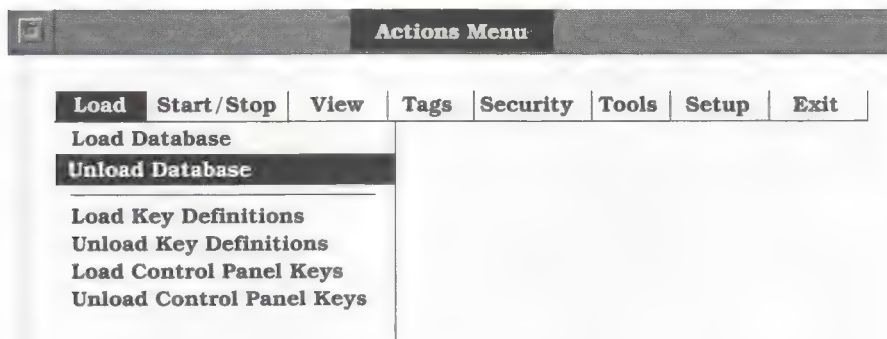 Actions Menu
Load Start/Stop View Tags Security Tools Setup Exit
Load Database
Unload Database
Load Key Definitions
Unload Key Definitions
Load Control Panel Keys
Unload Control Panel Keys